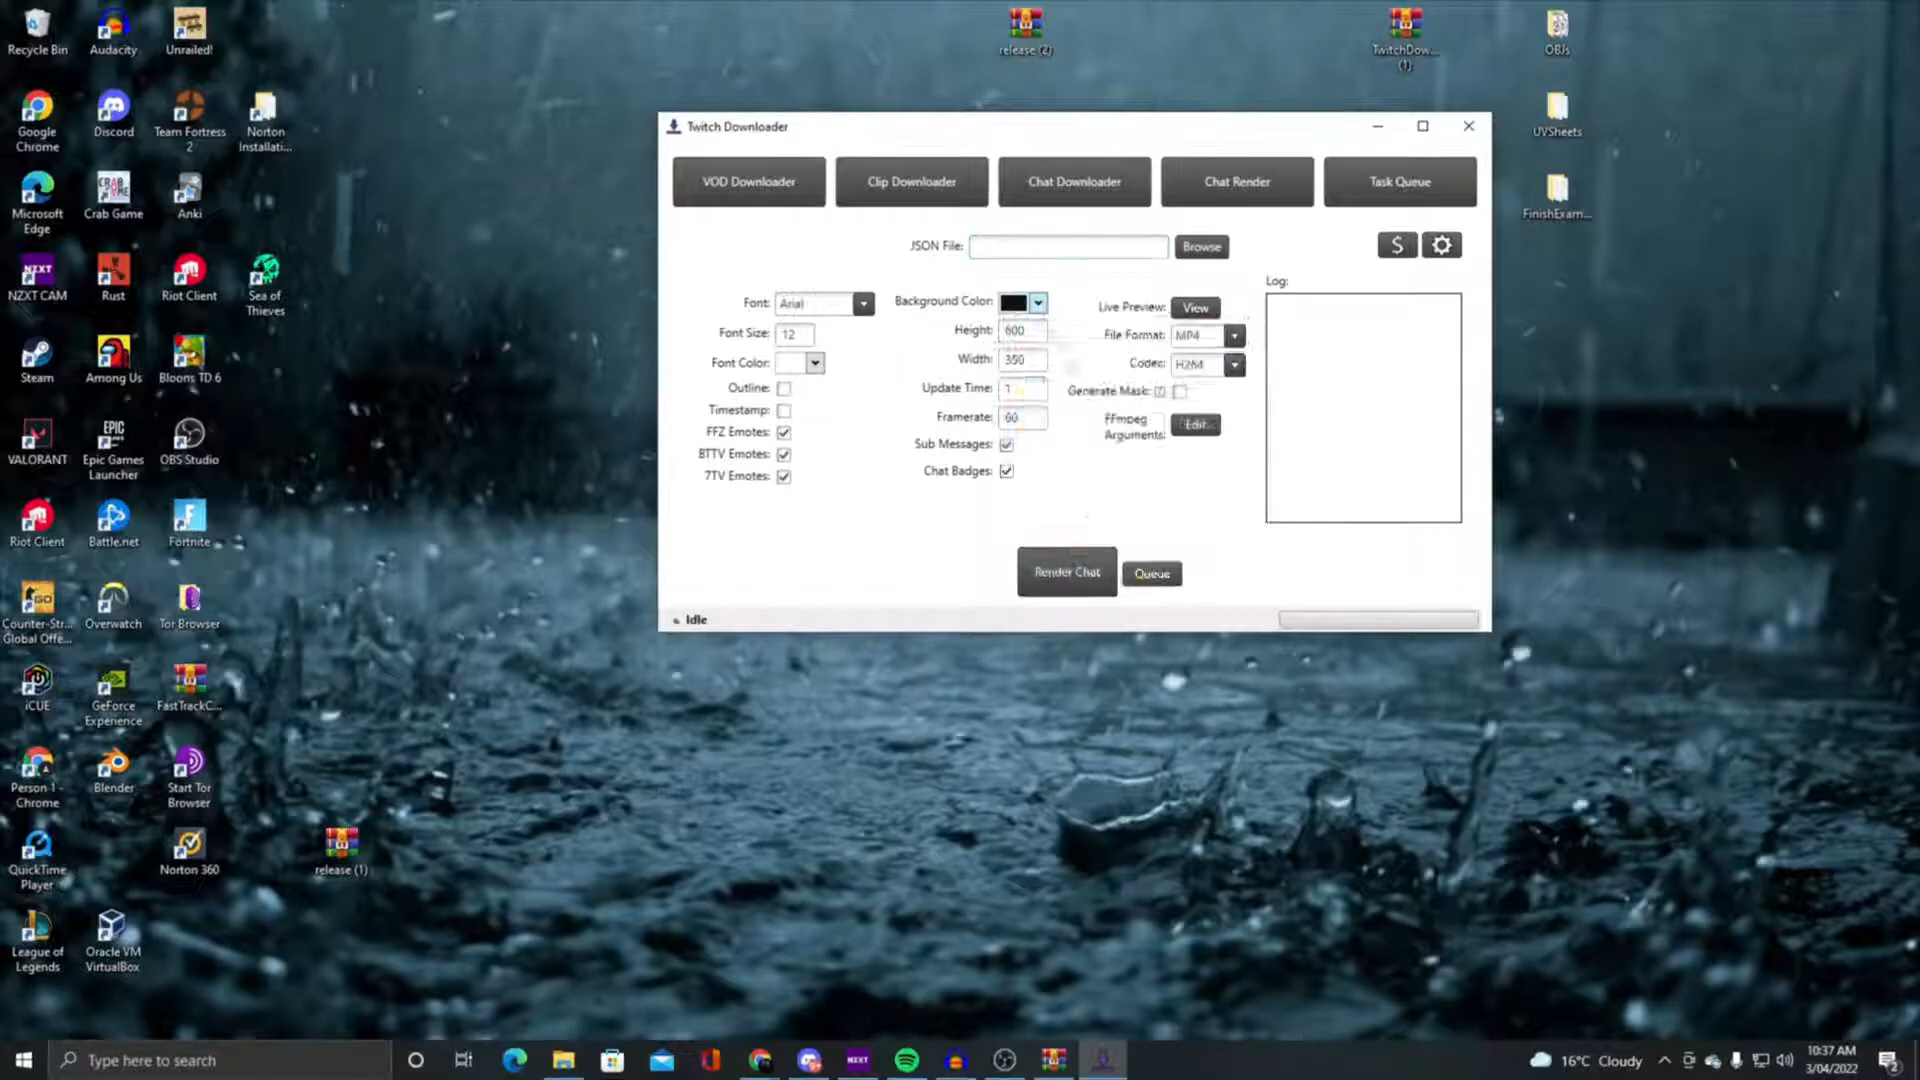 Recycle Bin
Audacity
Unrailed!
release (2)
TwitchDow...
(1)
OBJs
Google
Chrome
Discord
Team Fortress
2
Norton
Installati...
UVSheets
Microsoft
Edge
Crab Game
Anki
FinishExam...
NZXT CAM
Rust
Riot Client
Sea of
Thieves
Steam
Among Us
Bloons TD 6
VALORANT
Epic Games
Launcher
OBS Studio
Riot Client
Battle.net
Fortnite
Counter-Str...
Global Offe...
Overwatch
Tor Browser
iCUE
GeForce
Experience
FastTrackC...
Person 1 -
Chrome
Blender
Start Tor
Browser
QuickTime
Player
Norton 360
release (1)
League of
Legends
Oracle VM
VirtualBox
Twitch Downloader
VOD Downloader
Clip Downloader
Chat Downloader
Chat Render
Task Queue
JSON File:
Browse
$
Font: Arial
Font Size: 12
Font Color:
Outline:
Timestamp:
FFZ Emotes:
BTTV Emotes:
7TV Emotes:
Background Color:
Height: 600
Width: 350
Update Time: 1
Framerate: 60
Sub Messages:
Chat Badges:
Live Preview: View
File Format: MP4
Codec: H264
Generate Mask: (?)
FFmpeg
Arguments:
Edit
Log:
Render Chat
Queue
Idle
Type here to search
NZXT
16°C Cloudy
10:37 AM
3/04/2022
2